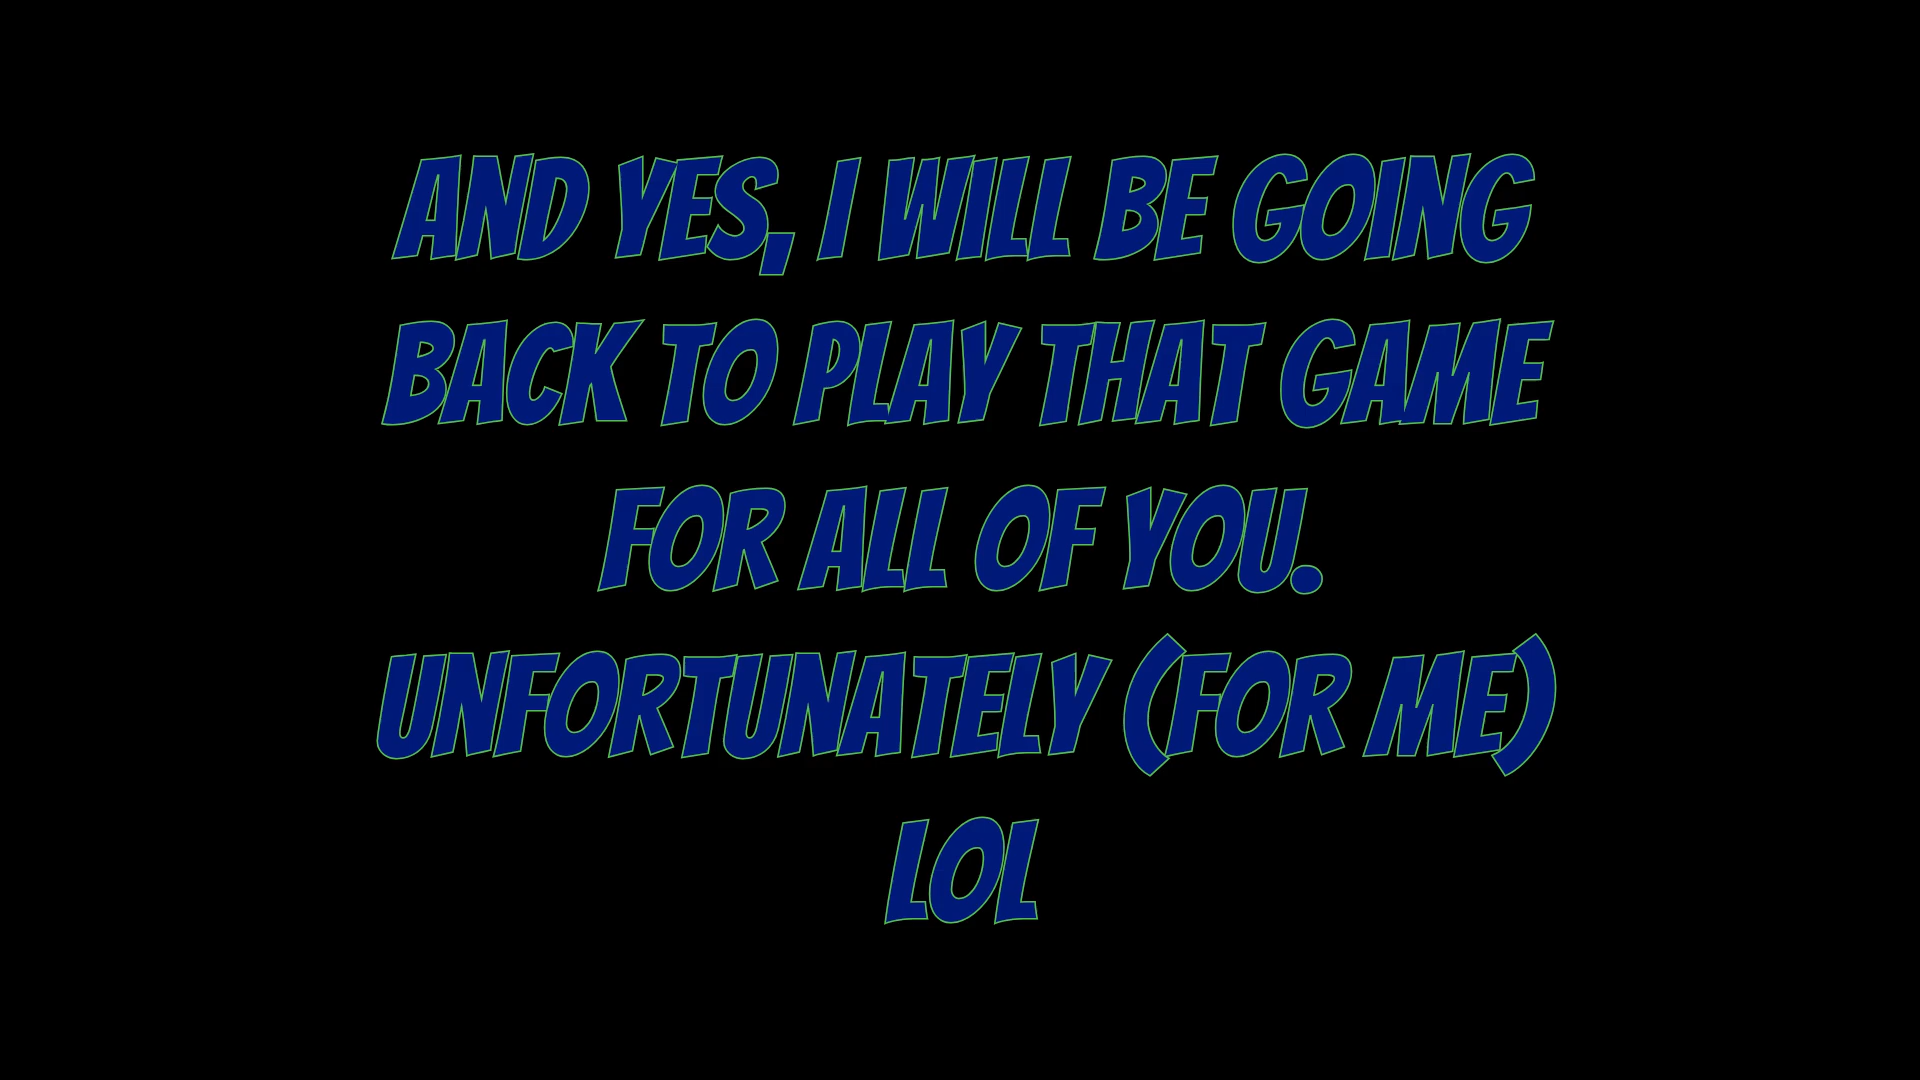 AND YES, I WILL BE GOING
BACK TO PLAY THAT GAME
FOR ALL OF YOU.
UNFORTUNATELY (FOR ME)
LOL